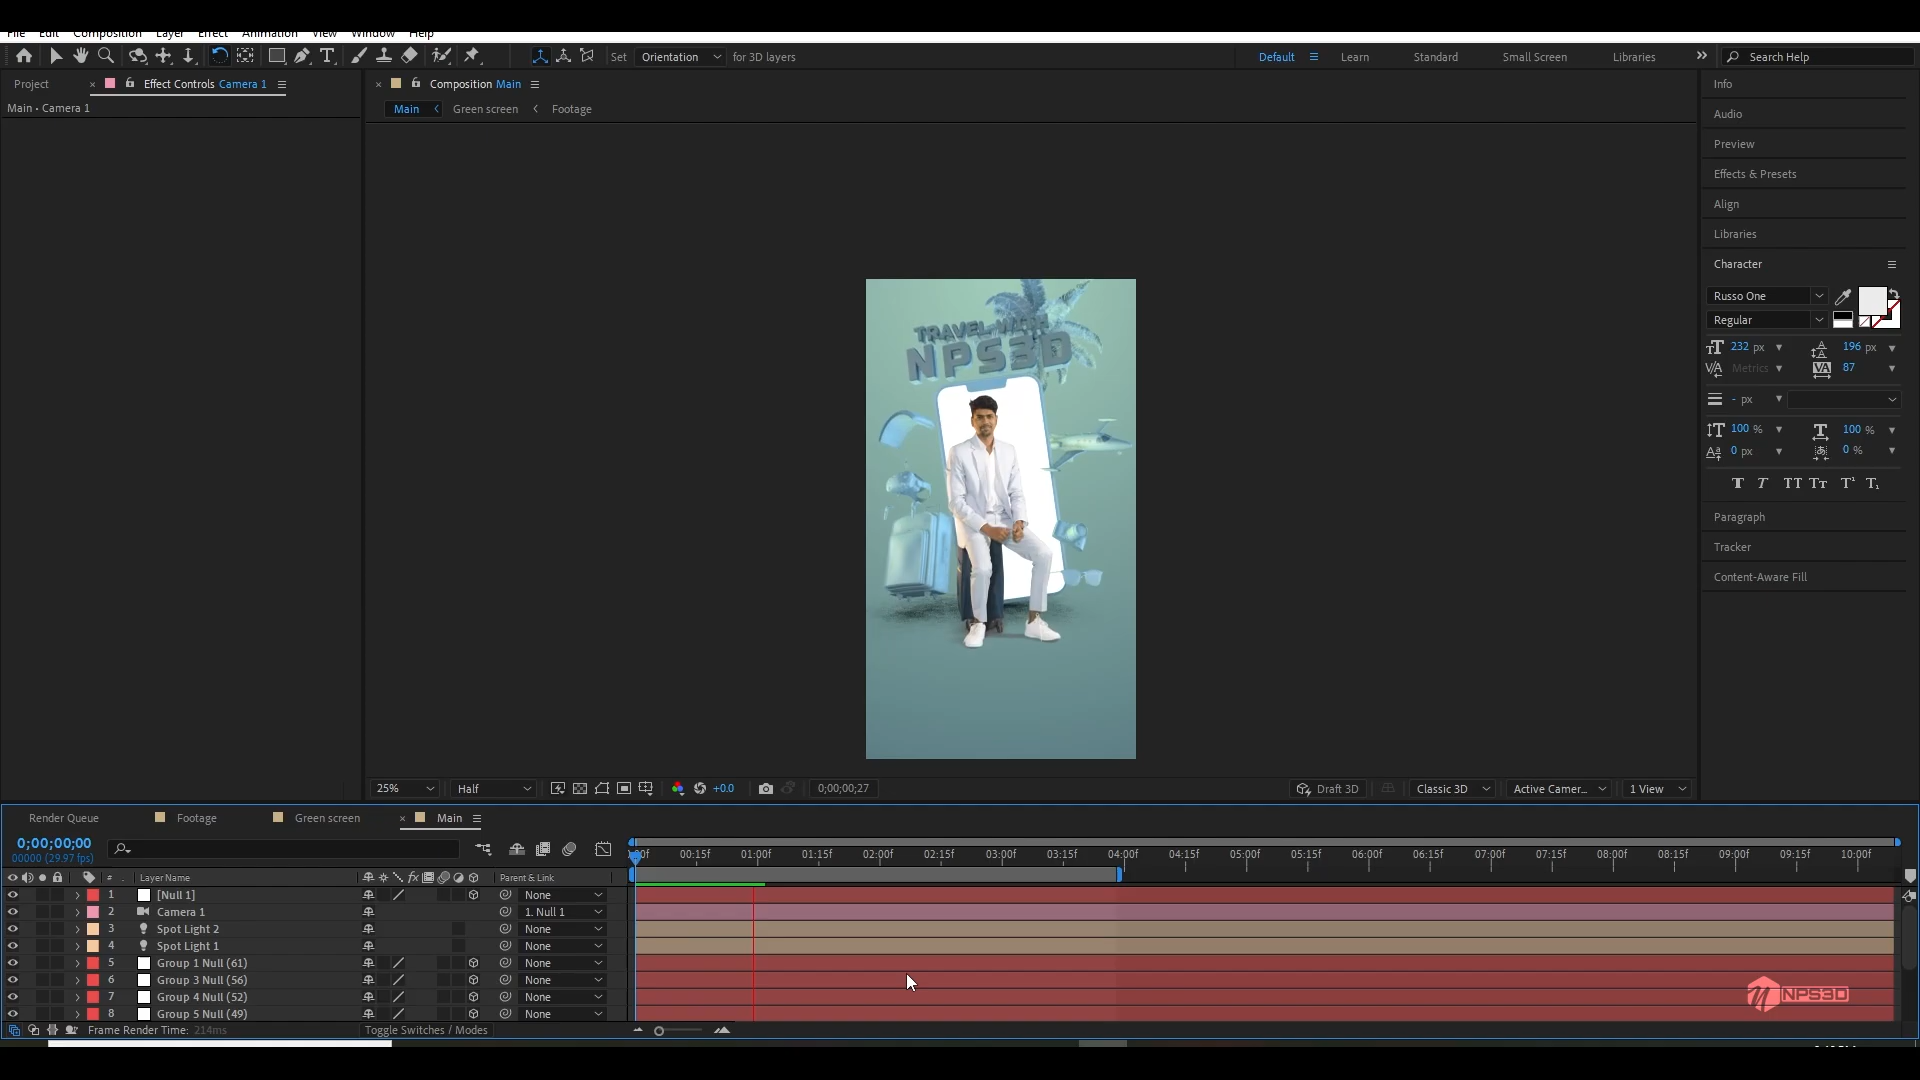 File Edit Composition Layer Effect Animation View Window Help
Set Orientation for 3D layers Default Learn Standard Small Screen Libraries Search Help
Project Effect Controls Camera 1 Composition Main Info
Main • Camera 1 Main Green screen Footage
Audio
Preview
Effects & Presets
Align
Libraries
Character
Russo One
Regular
232 px 196 px
Metrics 87
- px
100 % 100 %
0 px 0 %
T T TT Tt T¹ T₁
Paragraph
Tracker
Content-Aware Fill
TRAVEL WITH
NPS3D
25% Half +0.0 0;00;00;27 Draft 3D Classic 3D Active Camer... 1 View
Render Queue Footage Green screen Main
0;00;00;00
00000 (29.97 fps)
00f 00:15f 01:00f 01:15f 02:00f 02:15f 03:00f 03:15f 04:00f 04:15f 05:00f 05:15f 06:00f 06:15f 07:00f 07:15f 08:00f 08:15f 09:00f 09:15f 10:00f
# Layer Name Parent & Link
1 [Null 1] None
2 Camera 1 1. Null 1
3 Spot Light 2 None
4 Spot Light 1 None
5 Group 1 Null (61) None
6 Group 3 Null (56) None
7 Group 4 Null (52) None
8 Group 5 Null (49) None
NPS3D
Frame Render Time: 214ms Toggle Switches / Modes